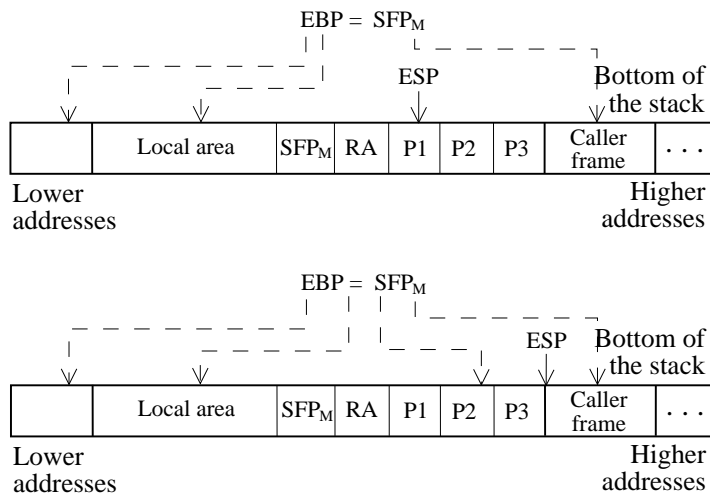 EBP = SFPM
ESP
Bottom of
the stack
Local area SFPM RA P1 P2 P3 Caller
frame . . .
Lower
addresses
Higher
addresses
EBP = SFPM
ESP
Bottom of
the stack
Local area SFPM RA P1 P2 P3 Caller
frame . . .
Lower
addresses
Higher
addresses